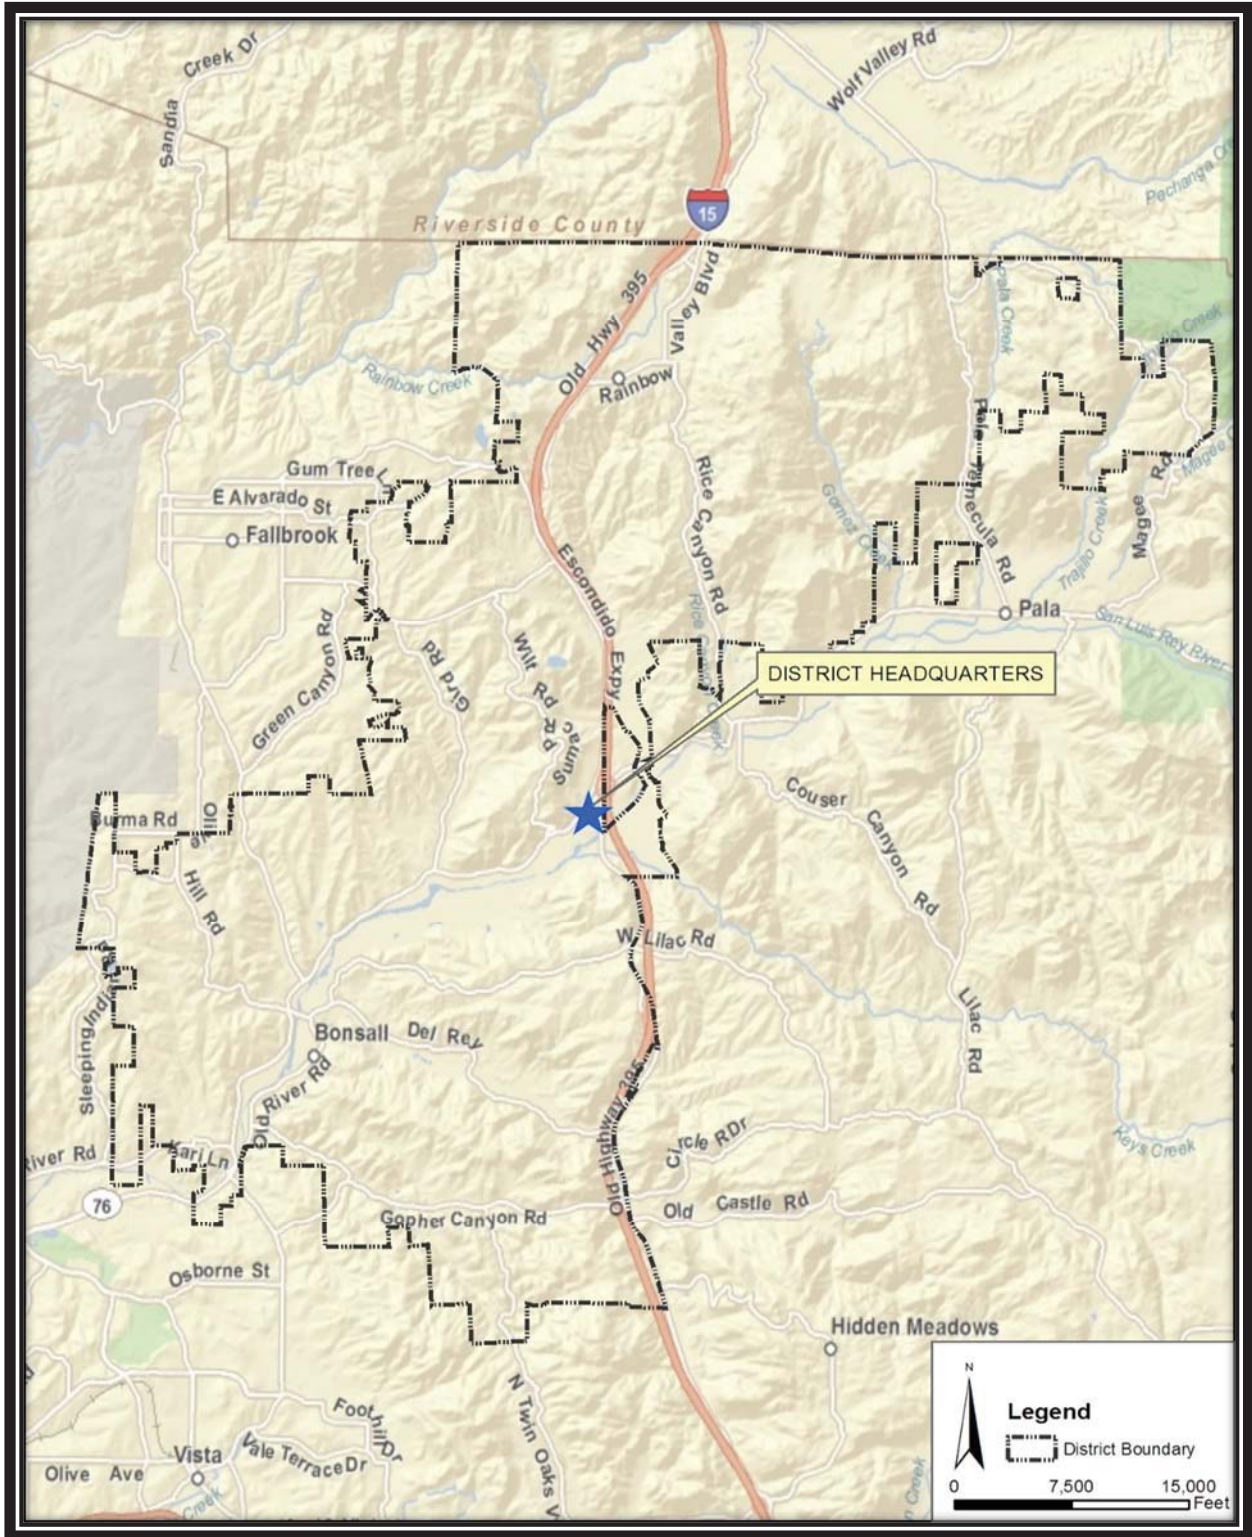 Creek Dr
Sandia
Wolf Valley Rd
Pechanga
15
Riverside County
Old Hwy 395
Valley Blvd
Pala Creek
Creek
Rainbow Creek
Rainbow
Gum Tree Ln
E Alvarado St
Fallbrook
Rice Canyon Rd
Gomez Creek
Pala Temecula Rd
Magee Rd
Magee
Trujillo Creek
Escondido Expy
Pala
San Luis Rey River
Green Canyon Rd
Gird Rd
Wilt Rd
Sumac Rd
DISTRICT HEADQUARTERS
Couser Canyon Rd
Burma Rd
Olive
Hill Rd
W Lilac Rd
Lilac Rd
Sleeping Indian
Bonsall
Del Rey
Old River Rd
Old Highway 395
Circle R Dr
Keys Creek
River Rd
Kari Ln
76
Gopher Canyon Rd
Old Castle Rd
Osborne St
Hidden Meadows
Foothill Dr
N Twin Oaks V
Vista
Vale Terrace Dr
Olive Ave
Creek
Creek
N
Legend
District Boundary
0 7,500 15,000
Feet